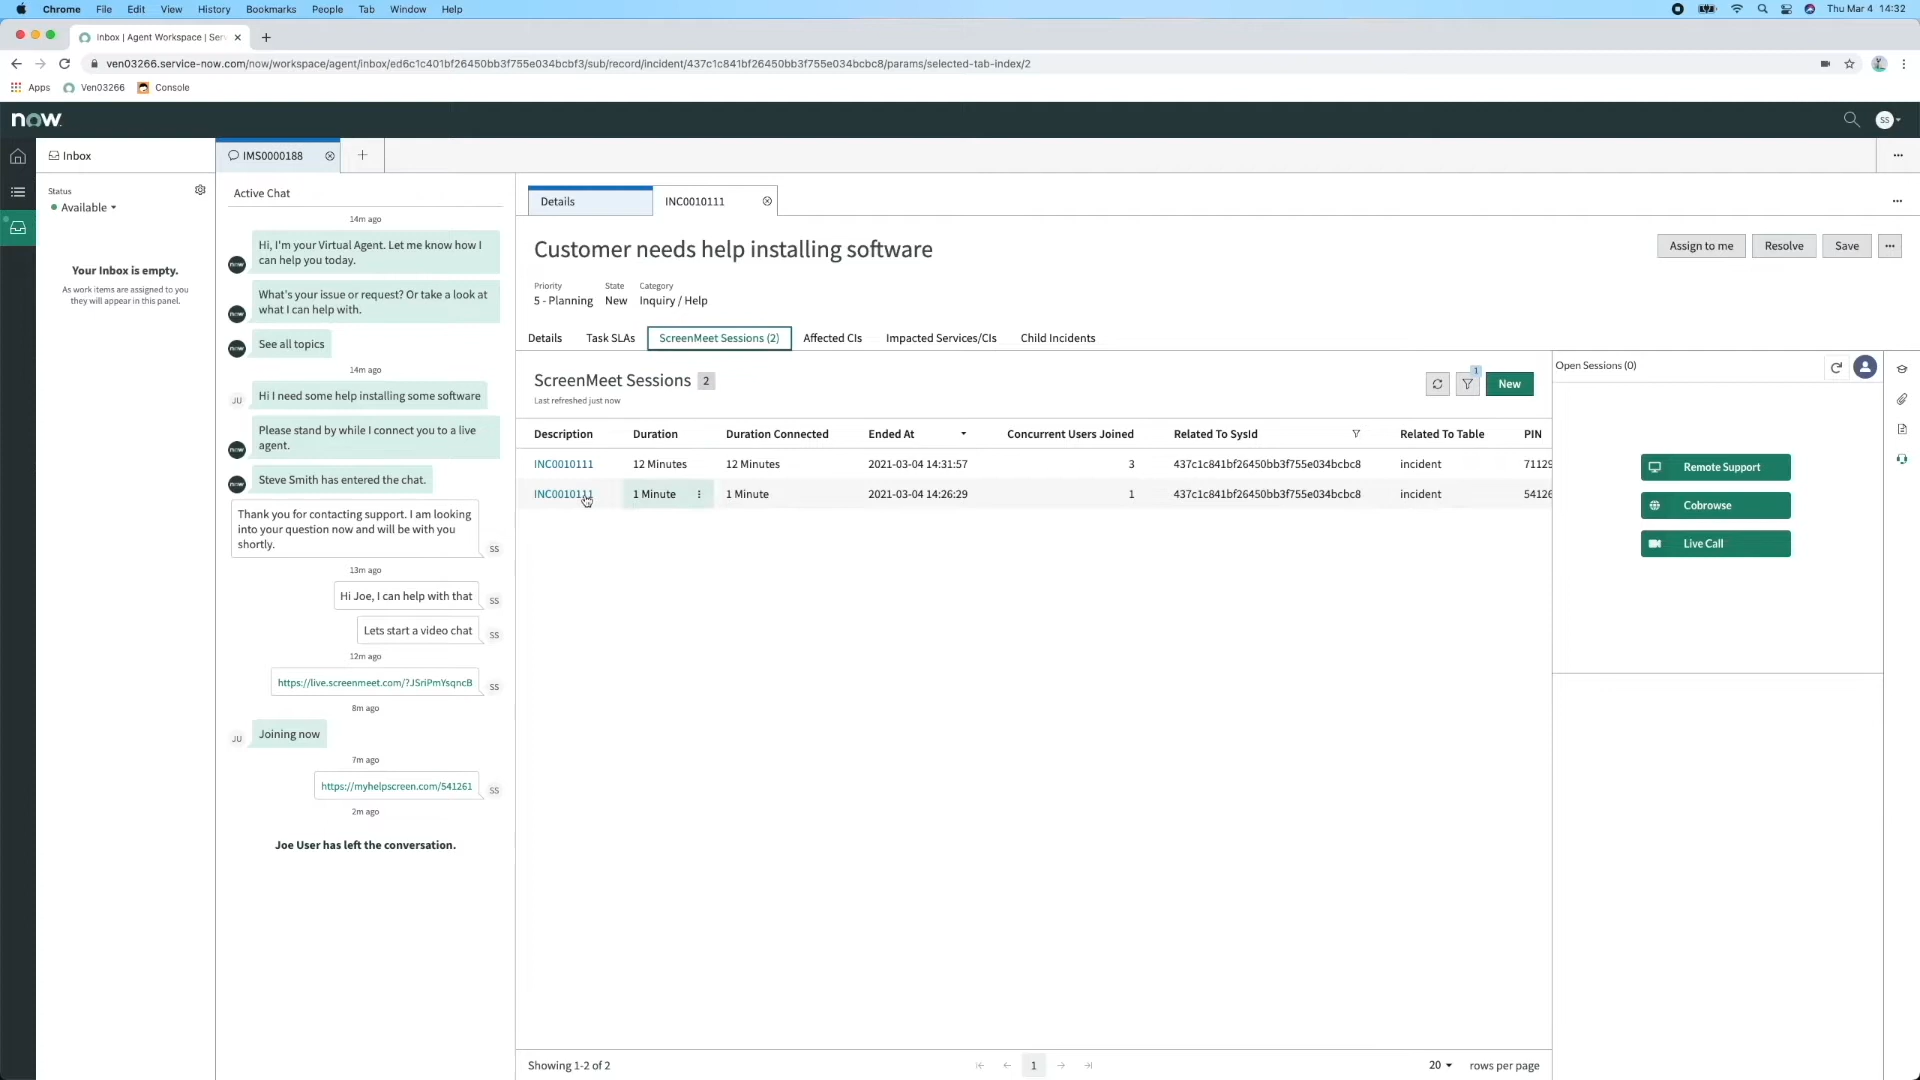 Chrome File Edit View History Bookmarks People Tab Window Help
Thu Mar 4 14:32
Inbox | Agent Workspace | Serv
ven03266.service-now.com/now/workspace/agent/inbox/ed6c1c401bf26450bb3f755e034bcbf3/sub/record/incident/437c1c841bf26450bb3f755e034bcbc8/params/selected-tab-index/2
Apps Ven03266 Console
now.
SS
Inbox
IMS0000188
Status
Available
Your Inbox is empty.
As work items are assigned to you
they will appear in this panel.
Active Chat
14m ago
Hi, I'm your Virtual Agent. Let me know how I
can help you today.
now
What's your issue or request? Or take a look at
what I can help with.
now
See all topics
now
14m ago
JU
Hi I need some help installing some software
Please stand by while I connect you to a live
agent.
now
Steve Smith has entered the chat.
now
Thank you for contacting support. I am looking
into your question now and will be with you
shortly.
SS
13m ago
Hi Joe, I can help with that
SS
Lets start a video chat
SS
12m ago
https://live.screenmeet.com/?JSriPmYsqncB
SS
8m ago
Joining now
JU
7m ago
https://myhelpscreen.com/541261
SS
2m ago
Joe User has left the conversation.
Details
INC0010111
Customer needs help installing software
Assign to me
Resolve
Save
Priority State Category
5 - Planning New Inquiry / Help
Details Task SLAs ScreenMeet Sessions (2) Affected CIs Impacted Services/CIs Child Incidents
ScreenMeet Sessions 2
Last refreshed just now
1
New
Description Duration Duration Connected Ended At Concurrent Users Joined Related To SysId Related To Table PIN
INC0010111 12 Minutes 12 Minutes 2021-03-04 14:31:57 3 437c1c841bf26450bb3f755e034bcbc8 incident 71129
INC0010111 1 Minute 1 Minute 2021-03-04 14:26:29 1 437c1c841bf26450bb3f755e034bcbc8 incident 54126
Showing 1-2 of 2
1
20 rows per page
Open Sessions (0)
Remote Support
Cobrowse
Live Call